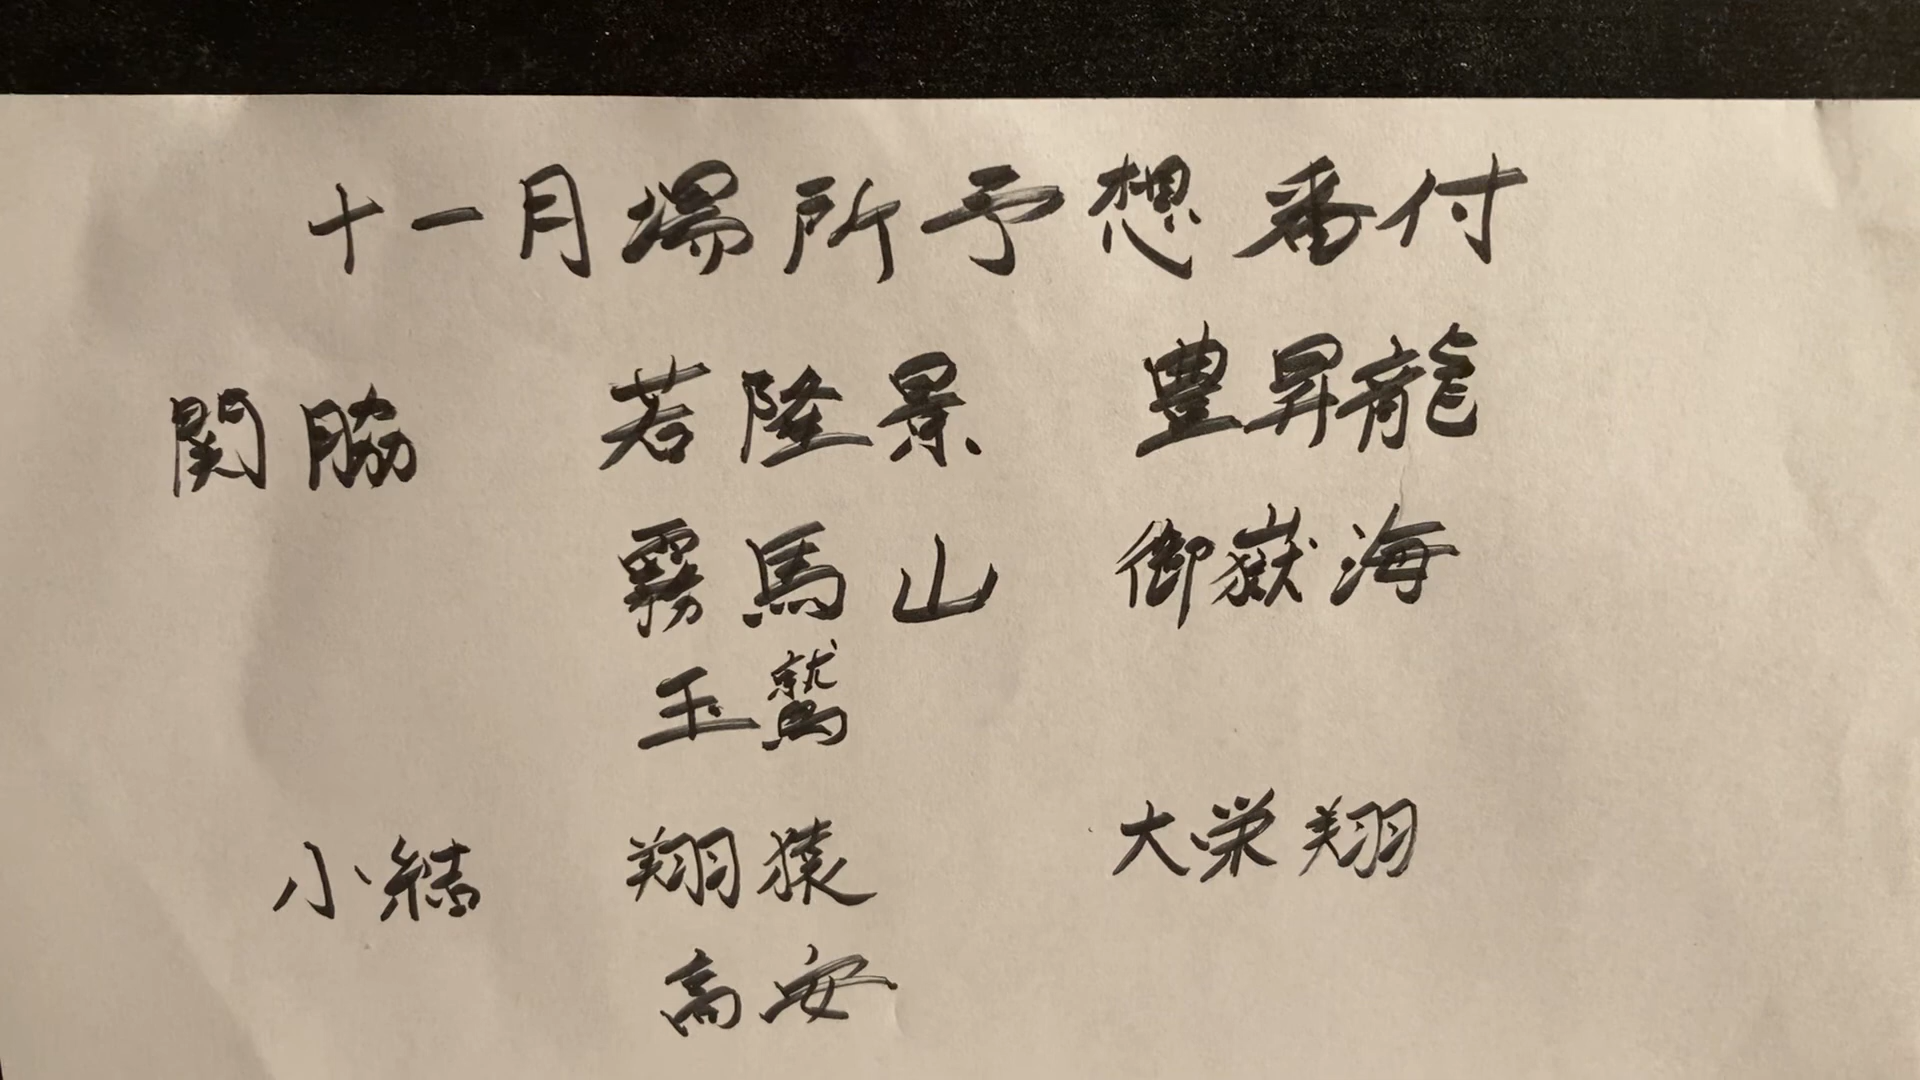 十一月場所予想番付
関脇 若隆景 豊昇龍
霧馬山 御嶽海
玉鷲
小結 翔猿 大栄翔
高安